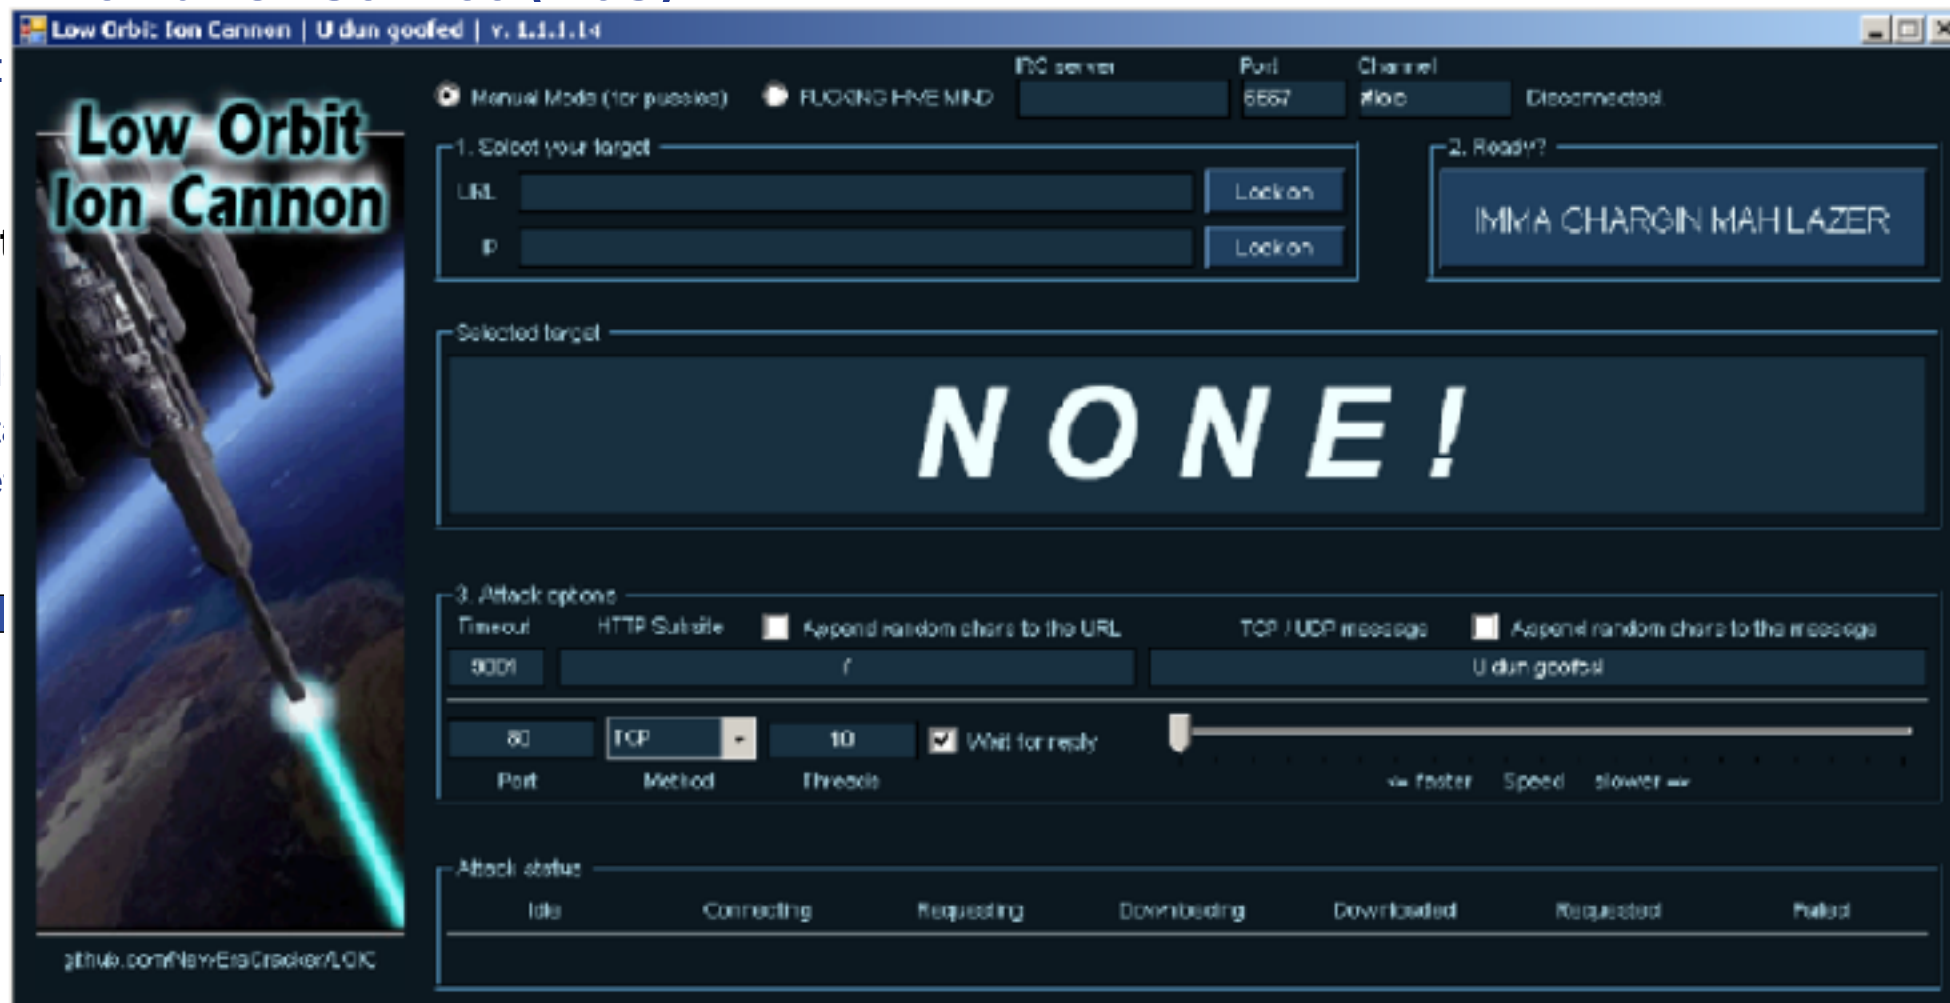 Low Orbit Ion Cannon | U dun goofed | v. 1.1.1.14
Low Orbit
Ion Cannon
Manual Mode (for pussies)
FUCKING HIVE MIND
IRC server
Port
Channel
6667
#loic
Disconnected.
1. Select your target
URL
Lock on
IP
Lock on
2. Ready?
IMMA CHARGIN MAH LAZER
Selected target
NONE!
3. Attack options
Timeout
HTTP Subsite
Append random chars to the URL
TCP / UDP message
Append random chars to the message
9001
/
U dun goofed
80
TCP
10
Wait for reply
Port
Method
Threads
<= faster Speed slower =>
Attack status
Idle
Connecting
Requesting
Downloading
Downloaded
Requested
Failed
github.com/NewEraCracker/LOIC